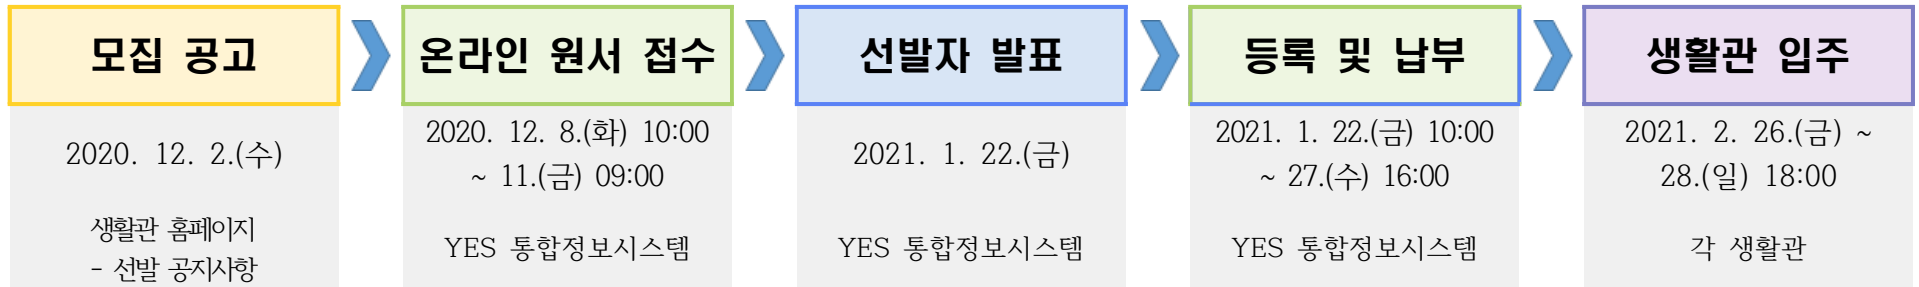 모집 공고
2020. 12. 2.(수)
생활관 홈페이지
- 선발 공지사항
온라인 원서 접수
2020. 12. 8.(화) 10:00
~ 11.(금) 09:00
YES 통합정보시스템
선발자 발표
2021. 1. 22.(금)
YES 통합정보시스템
등록 및 납부
2021. 1. 22.(금) 10:00
~ 27.(수) 16:00
YES 통합정보시스템
생활관 입주
2021. 2. 26.(금) ~
28.(일) 18:00
각 생활관